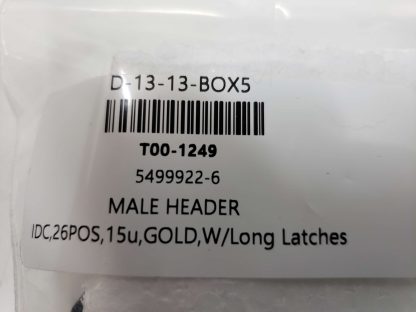 D-13-13-BOX5
T00-1249
5499922-6
MALE HEADER
IDC,26POS,15u,GOLD,W/Long Latches